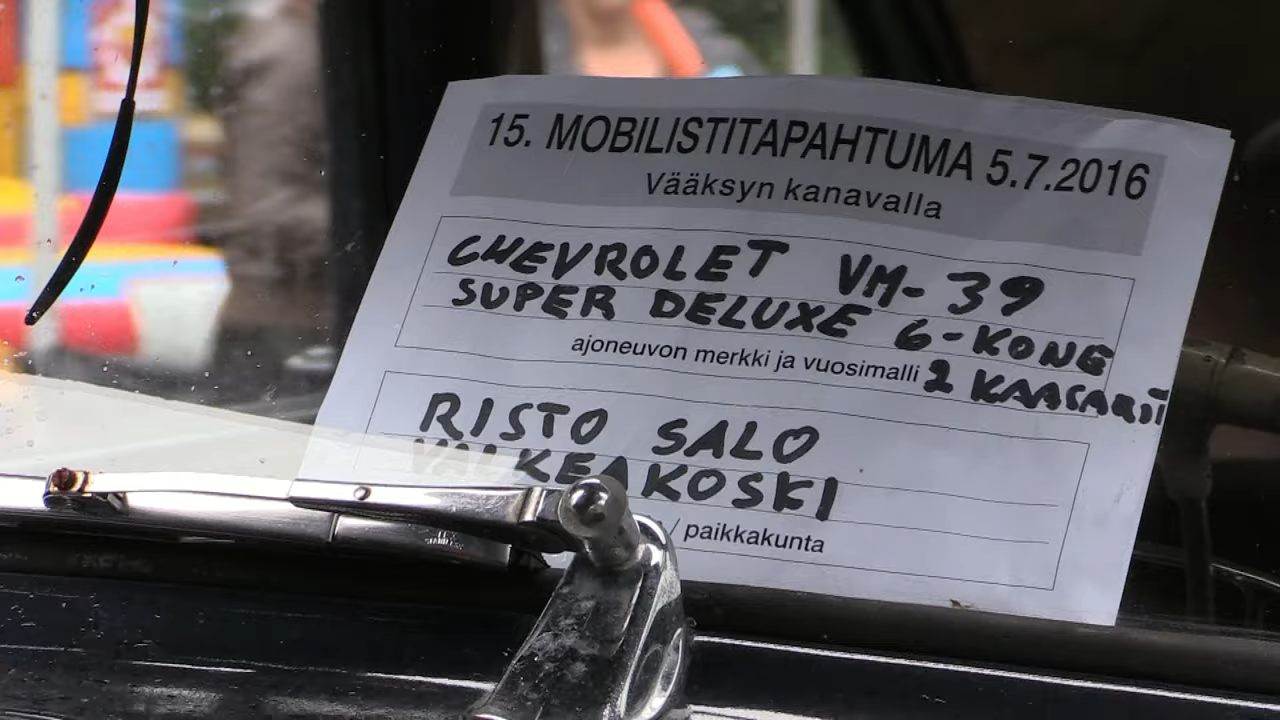 15. MOBILISTITAPAHTUMA 5.7.2016
Vääksyn kanavalla
CHEVROLET VM-39
SUPER DELUXE 6-KONE
ajoneuvon merkki ja vuosimalli 2 KAASARII
RISTO SALO
VALKEAKOSKI
/ paikkakunta